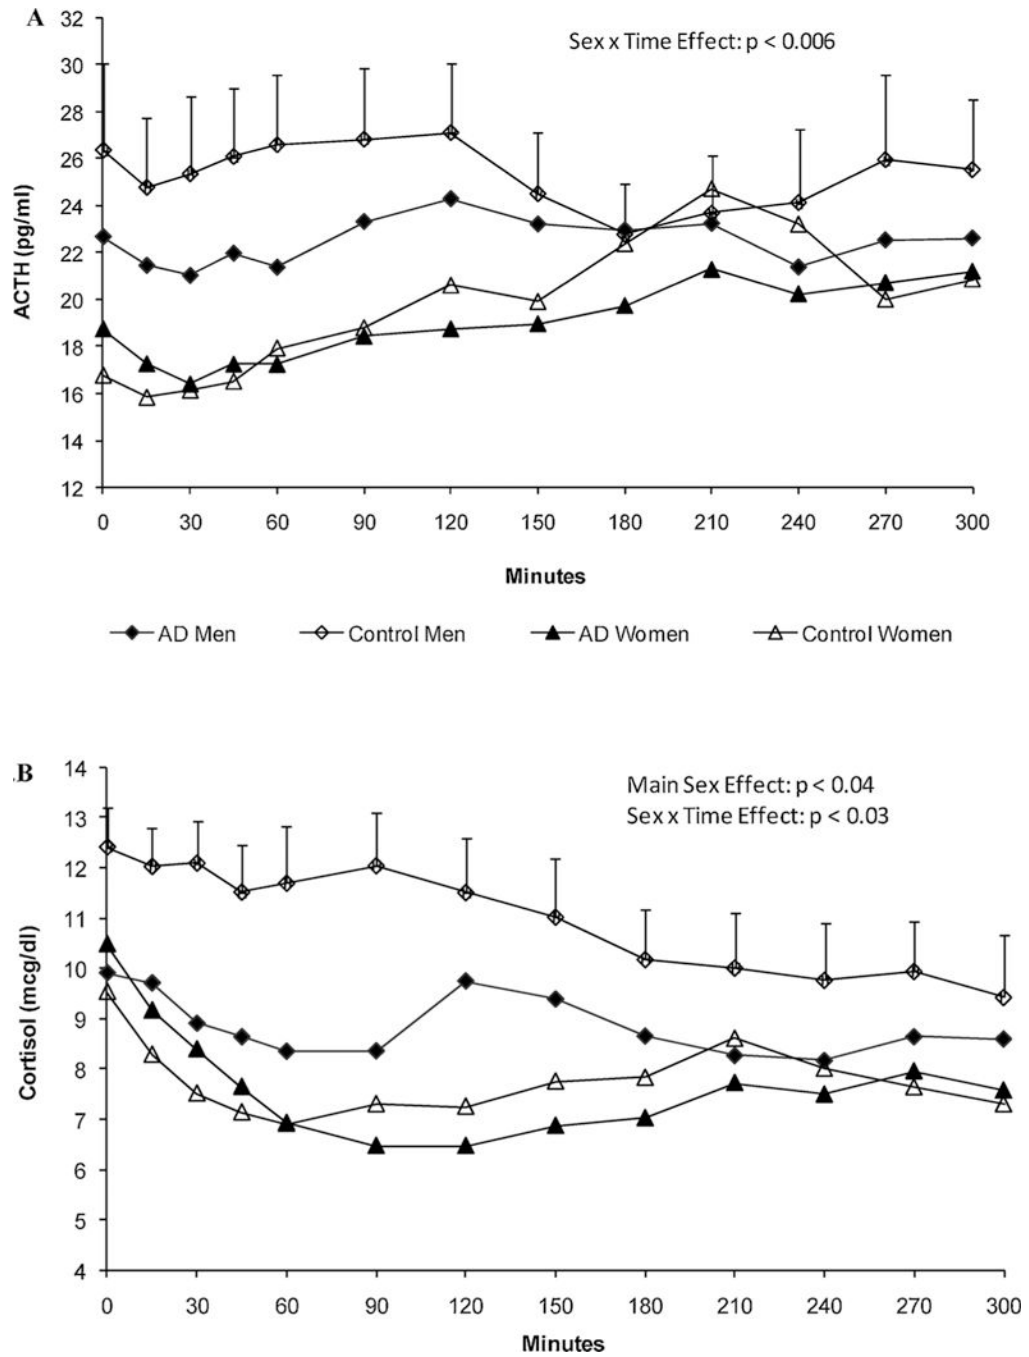 A
Sex x Time Effect: p < 0.006
32
30
28
26
24
22
20
18
16
14
12
ACTH (pg/ml)
0 30 60 90 120 150 180 210 240 270 300
Minutes
AD Men Control Men AD Women Control Women
B
Main Sex Effect: p < 0.04
Sex x Time Effect: p < 0.03
14
13
12
11
10
9
8
7
6
5
4
Cortisol (mcg/dl)
0 30 60 90 120 150 180 210 240 270 300
Minutes